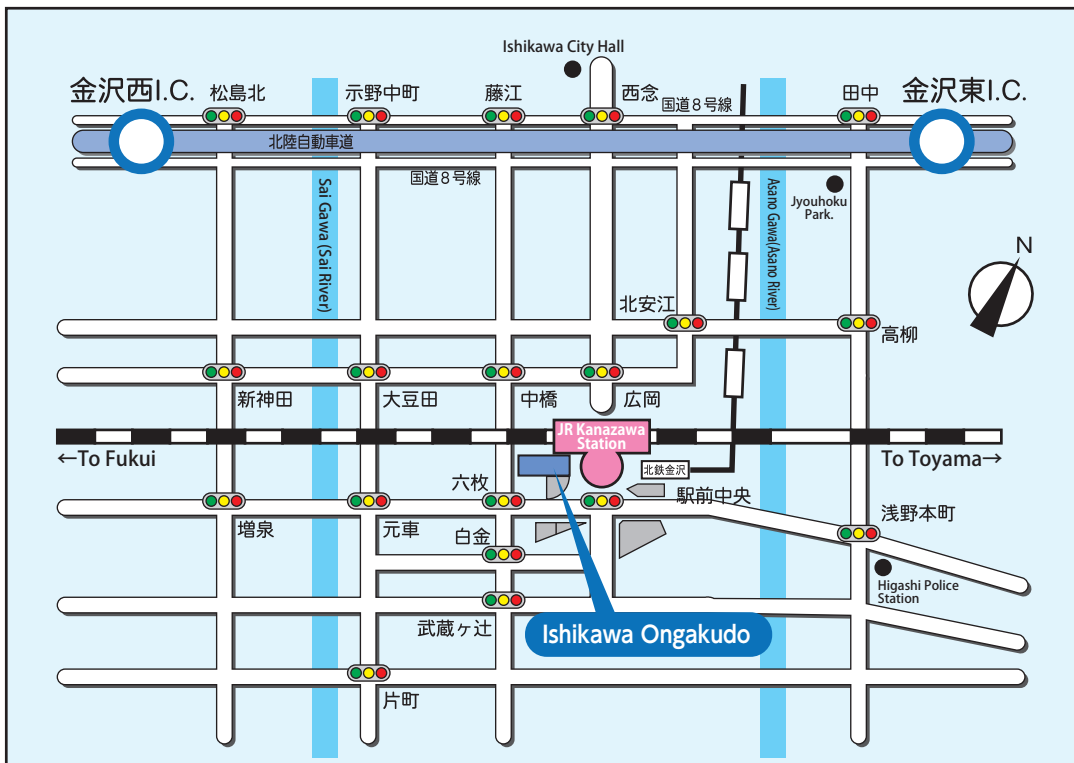 Ishikawa City Hall
金沢西I.C.
松島北
示野中町
藤江
西念
国道8号線
田中
金沢東I.C.
北陸自動車道
国道8号線
Sai Gawa (Sai River)
Asano Gawa(Asano River)
Jyouhoku
Park.
N
北安江
高柳
新神田
大豆田
中橋
広岡
JR Kanazawa
Station
←To Fukui
To Toyama→
北鉄金沢
六枚
駅前中央
増泉
元車
白金
浅野本町
Higashi Police
Station
武蔵ヶ辻
Ishikawa Ongakudo
片町